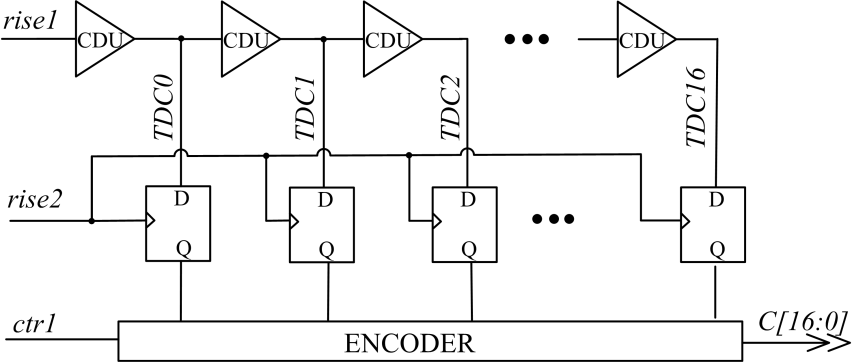 rise1
CDU CDU CDU CDU
TDC0 TDC1 TDC2 TDC16
rise2
D D D D
Q Q Q Q
ctr1
ENCODER
C[16:0]